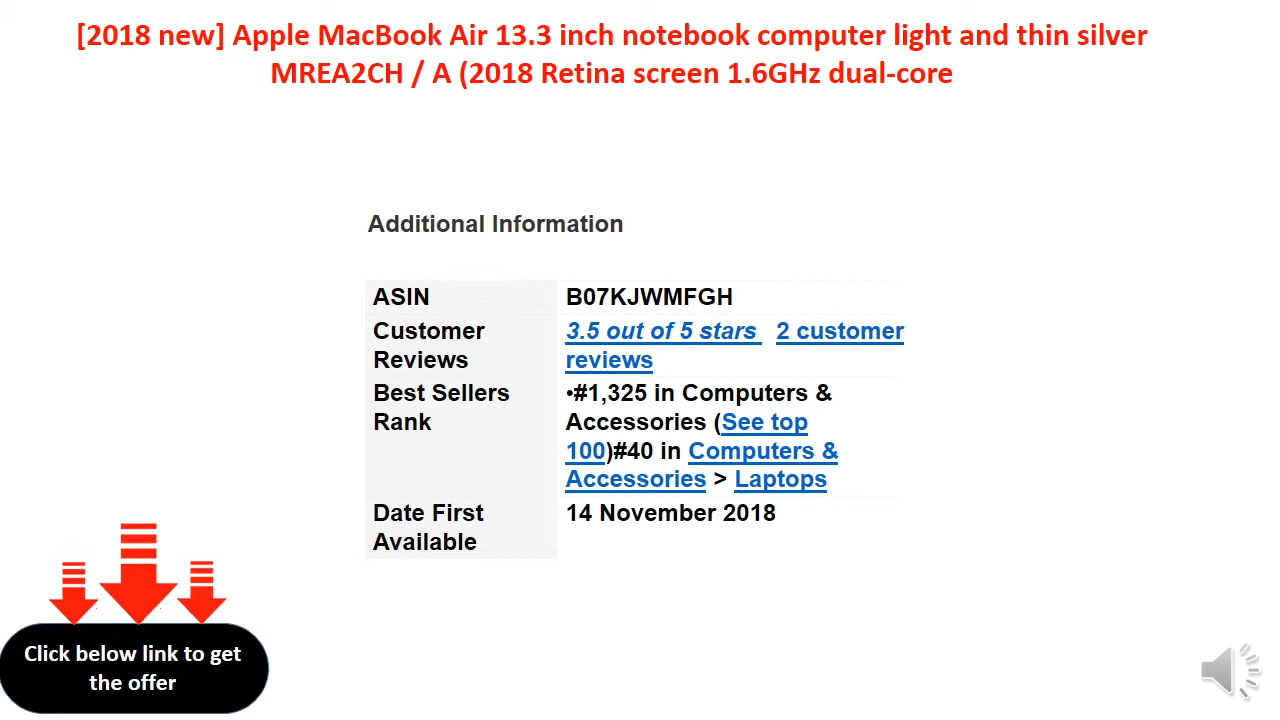 [2018 new] Apple MacBook Air 13.3 inch notebook computer light and thin silver
MREA2CH / A (2018 Retina screen 1.6GHz dual-core
Additional Information
ASIN B07KJWMFGH
Customer Reviews 3.5 out of 5 stars 2 customer
reviews
Best Sellers Rank •#1,325 in Computers &
Accessories (See top
100)#40 in Computers &
Accessories > Laptops
Date First Available 14 November 2018
Click below link to get
the offer